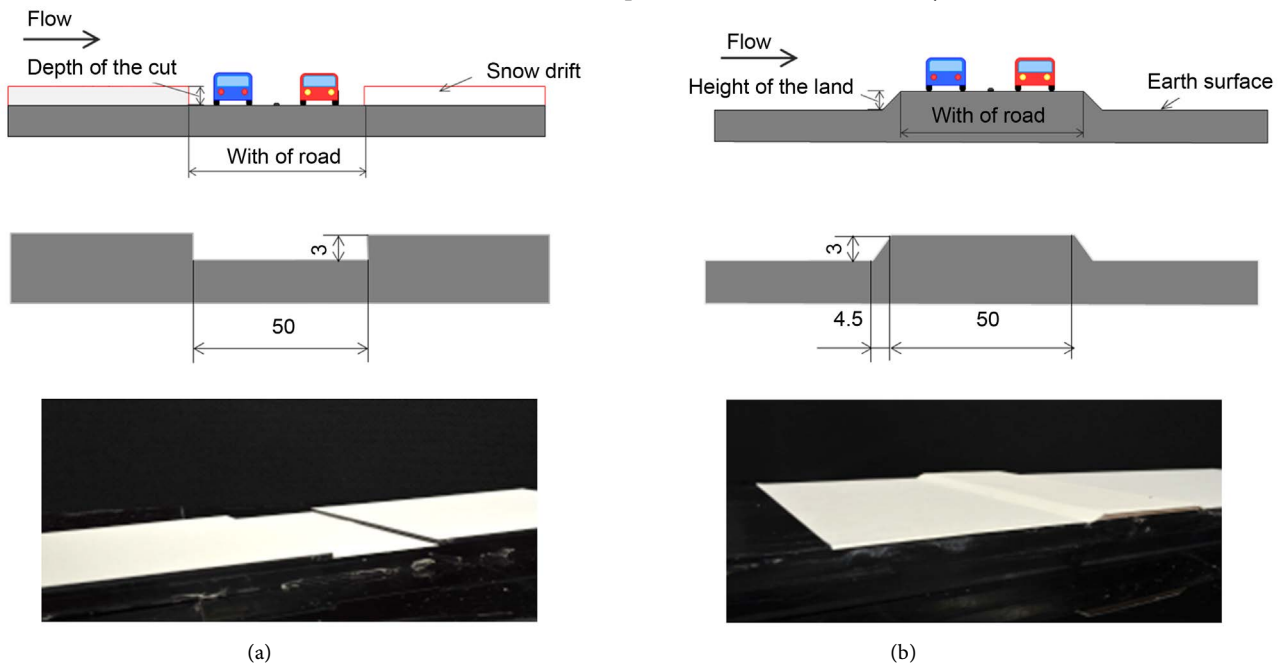 Flow
Depth of the cut
Snow drift
With of road
3
50
(a)
Flow
Height of the land
Earth surface
With of road
3
4.5
50
(b)